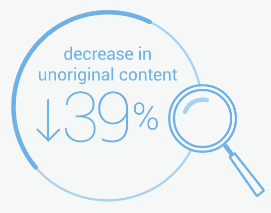 decrease in
unoriginal content
↓39%